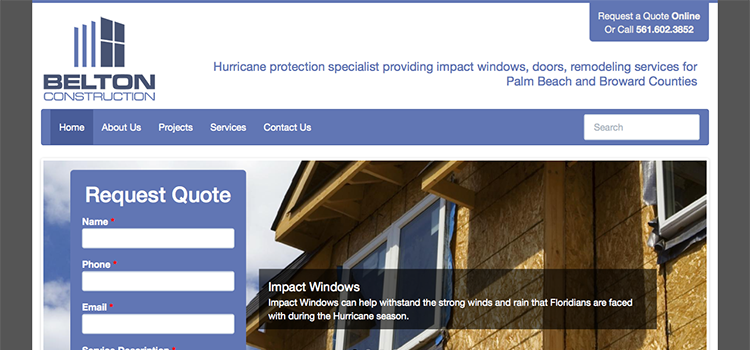 Request a Quote Online
Or Call 561.602.3852
BELTON
CONSTRUCTION
Hurricane protection specialist providing impact windows, doors, remodeling services for
Palm Beach and Broward Counties
Home About Us Projects Services Contact Us Search
Request Quote
Name *
Phone *
Email *
Service Description *
Impact Windows
Impact Windows can help withstand the strong winds and rain that Floridians are faced
with during the Hurricane season.